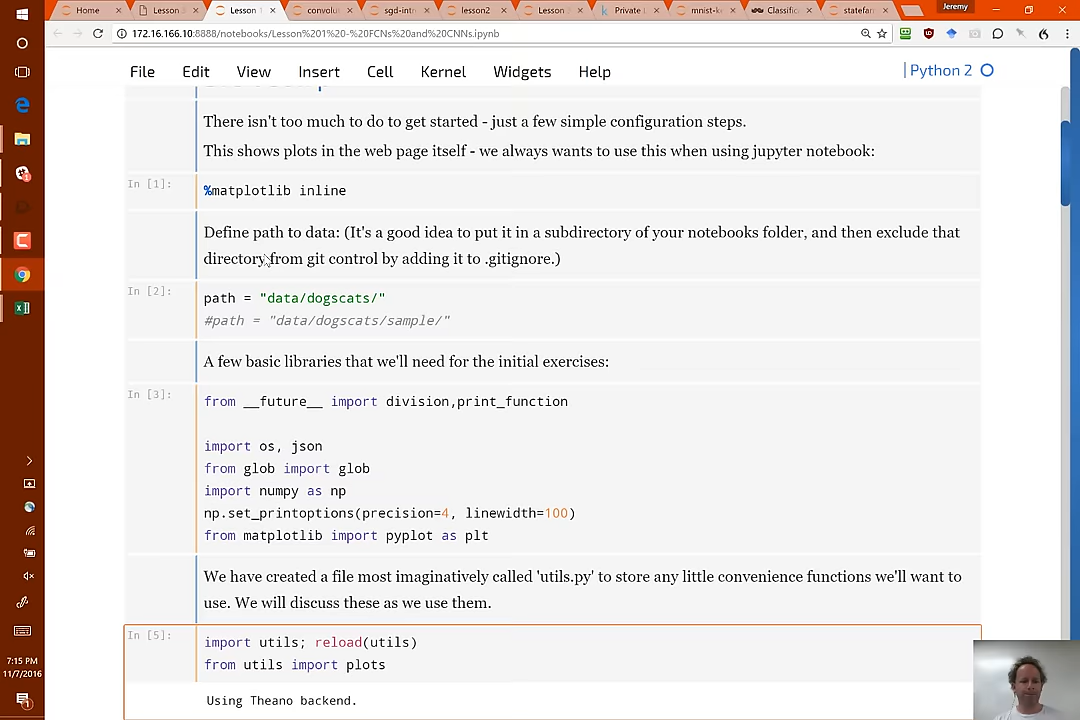 Home
Lesson
Lesson 1
convolu
sgd-intr
lesson2
Lesson
Private L
mnist-k
Classific
statefar
Jeremy
172.16.166.10:8888/notebooks/Lesson%201%20-%20FCNs%20and%20CNNs.ipynb
File Edit View Insert Cell Kernel Widgets Help
Python 2
There isn't too much to do to get started - just a few simple configuration steps.
This shows plots in the web page itself - we always wants to use this when using jupyter notebook:
In [1]:
%matplotlib inline
Define path to data: (It's a good idea to put it in a subdirectory of your notebooks folder, and then exclude that
directory from git control by adding it to .gitignore.)
In [2]:
path = "data/dogscats/"
#path = "data/dogscats/sample/"
A few basic libraries that we'll need for the initial exercises:
In [3]:
from __future__ import division,print_function
import os, json
from glob import glob
import numpy as np
np.set_printoptions(precision=4, linewidth=100)
from matplotlib import pyplot as plt
We have created a file most imaginatively called 'utils.py' to store any little convenience functions we'll want to
use. We will discuss these as we use them.
In [5]:
import utils; reload(utils)
from utils import plots
Using Theano backend.
7:15 PM
11/7/2016